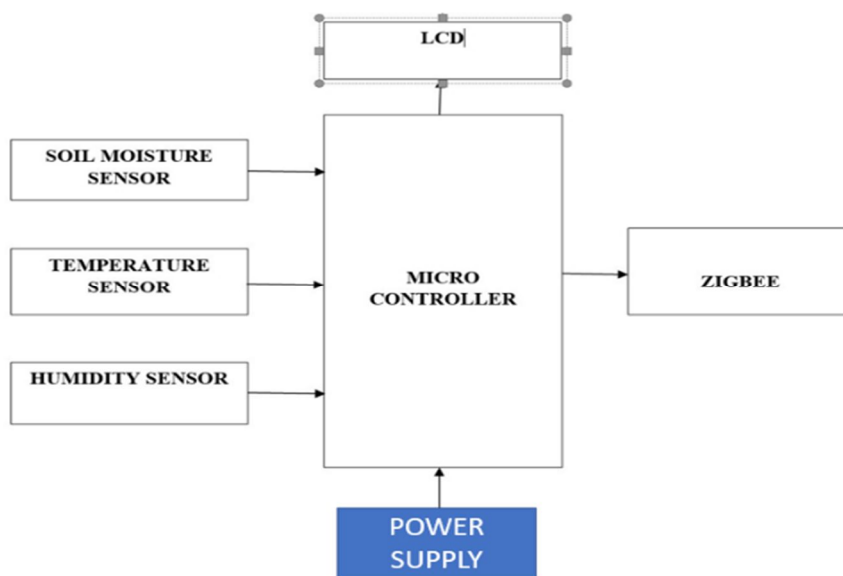 LCD
SOIL MOISTURE
SENSOR
TEMPERATURE
SENSOR
HUMIDITY SENSOR
MICRO
CONTROLLER
ZIGBEE
POWER
SUPPLY